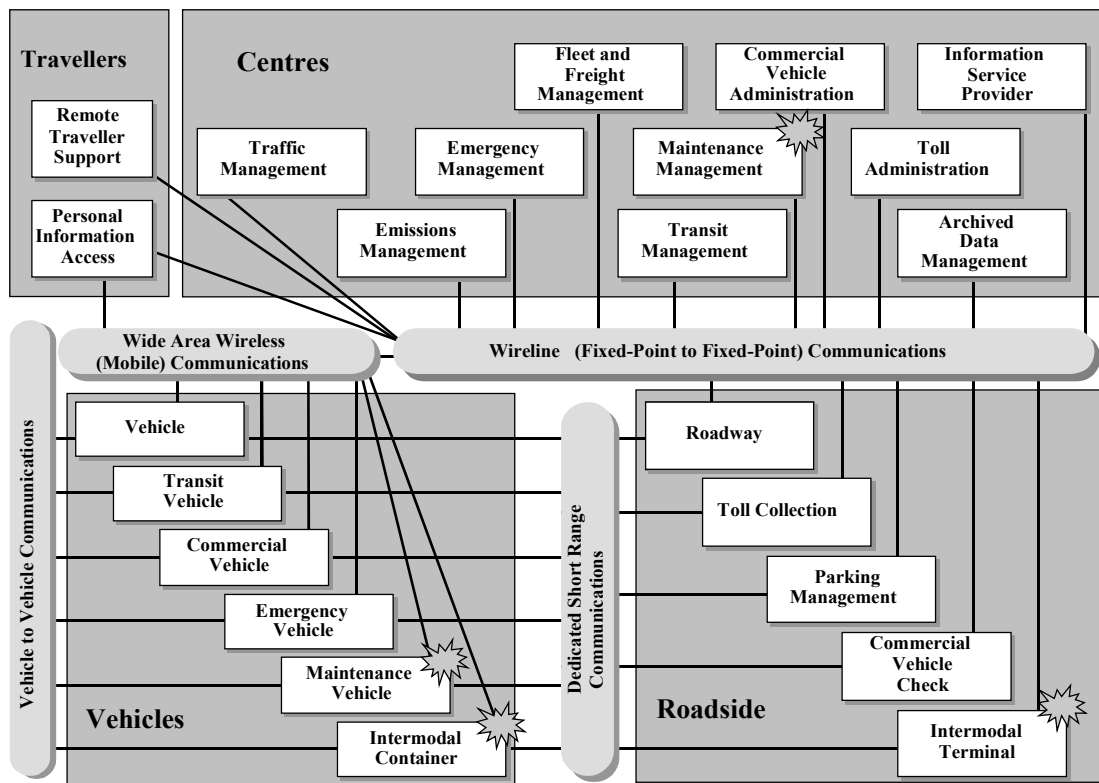 Travellers
Remote
Traveller
Support
Personal
Information
Access
Centres
Fleet and
Freight
Management
Commercial
Vehicle
Administration
Information
Service
Provider
Traffic
Management
Emergency
Management
Maintenance
Management
Toll
Administration
Emissions
Management
Transit
Management
Archived
Data
Management
Wide Area Wireless
(Mobile) Communications
Wireline (Fixed-Point to Fixed-Point) Communications
Vehicle to Vehicle Communications
Vehicle
Transit
Vehicle
Commercial
Vehicle
Emergency
Vehicle
Maintenance
Vehicle
Intermodal
Container
Vehicles
Dedicated Short Range
Communications
Roadway
Toll Collection
Parking
Management
Commercial
Vehicle
Check
Intermodal
Terminal
Roadside